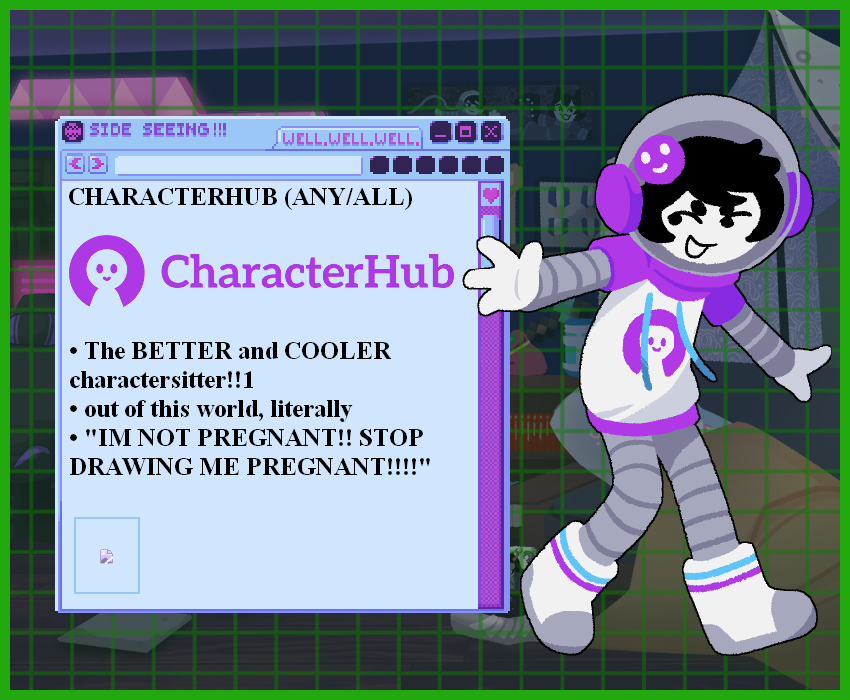 SIDE SEEING!!!
WELL.WELL.WELL.
CHARACTERHUB (ANY/ALL)
CharacterHub
• The BETTER and COOLER
charactersitter!!1
• out of this world, literally
• "IM NOT PREGNANT!! STOP
DRAWING ME PREGNANT!!!!"